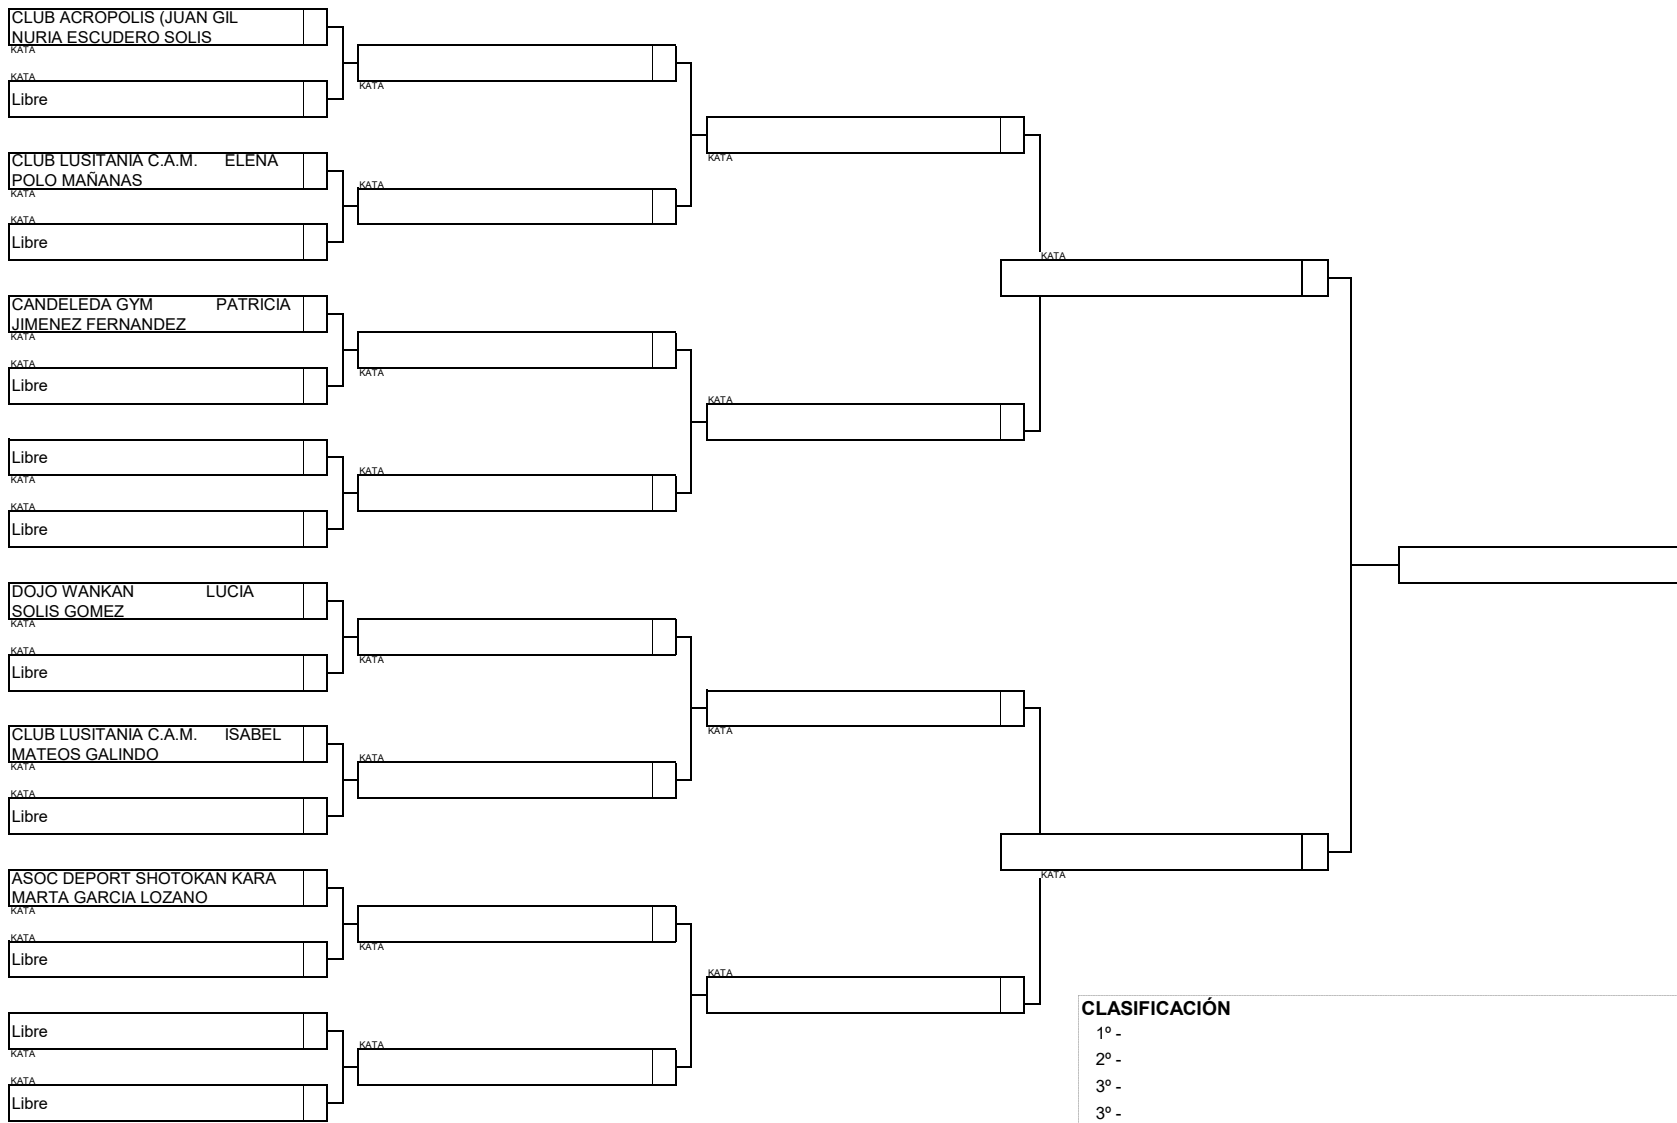 CLUB ACROPOLIS (JUAN GIL
NURIA ESCUDERO SOLIS
KATA
KATA
Libre
CLUB LUSITANIA C.A.M. ELENA
POLO MAÑANAS
KATA
KATA
Libre
CANDELEDA GYM PATRICIA
JIMENEZ FERNANDEZ
KATA
KATA
Libre
Libre
KATA
KATA
Libre
DOJO WANKAN LUCIA
SOLIS GOMEZ
KATA
KATA
Libre
CLUB LUSITANIA C.A.M. ISABEL
MATEOS GALINDO
KATA
KATA
Libre
ASOC DEPORT SHOTOKAN KARA
MARTA GARCIA LOZANO
KATA
KATA
Libre
Libre
KATA
KATA
Libre
KATA
KATA
KATA
KATA
KATA
KATA
KATA
KATA
KATA
KATA
KATA
KATA
KATA
KATA
CLASIFICACIÓN
1º -
2º -
3º -
3º -